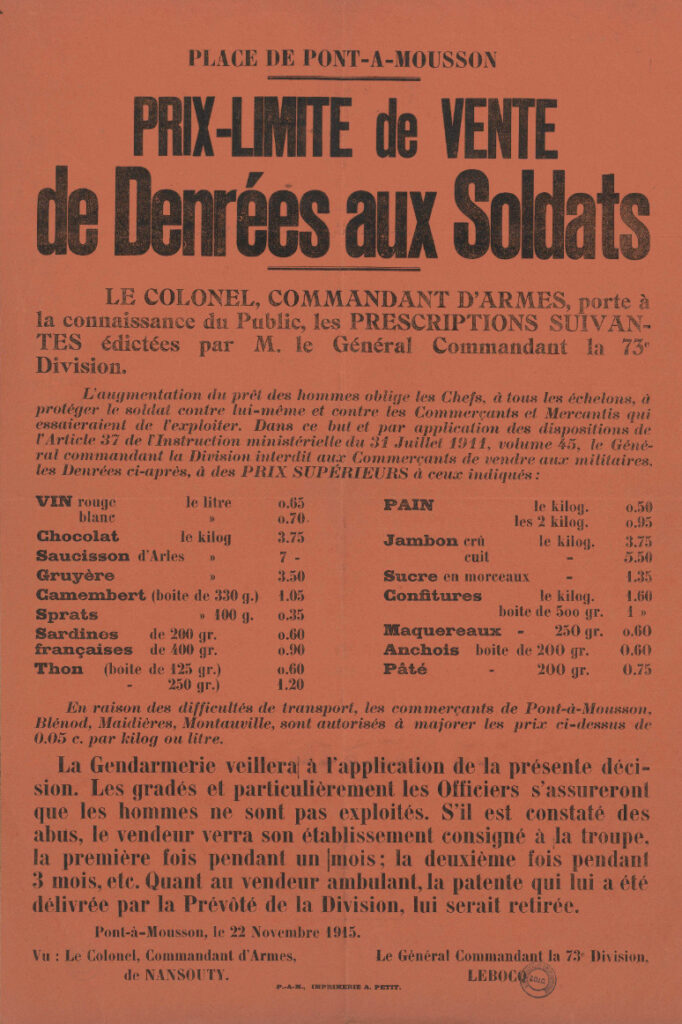 PLACE DE PONT-A-MOUSSON
PRIX-LIMITE de VENTE
de Denrées aux Soldats
LE COLONEL, COMMANDANT D'ARMES, porte à
la connaissance du Public, les PRESCRIPTIONS SUIVAN-
TES édictées par M. le Général Commandant la 73e
Division.
L'augmentation du prêt des hommes oblige les Chefs, à tous les échelons, à
protéger le soldat contre lui-même et contre les Commerçants et Mercantis qui
essaieraient de l'exploiter. Dans ce but et par application des dispositions de
l'Article 37 de l'Instruction ministérielle du 31 Juillet 1911, volume 45, le Géné-
ral commandant la Division interdit aux Commerçants de vendre aux militaires,
les Denrées ci-après, à des PRIX SUPÉRIEURS à ceux indiqués :
VIN rouge le litre 0.65
blanc » 0.70
Chocolat le kilog 3.75
Saucisson d'Arles » 7 -
Gruyère » 3.50
Camembert (boite de 330 g.) 1.05
Sprats » 100 g. 0.35
Sardines de 200 gr. 0.60
françaises de 400 gr. 0.90
Thon (boite de 125 gr.) 0.60
- 250 gr.) 1.20
PAIN le kilog. 0.50
les 2 kilog. 0.95
Jambon crû le kilog. 3.75
cuit - 5.50
Sucre en morceaux - 1.35
Confitures le kilog. 1.60
boite de 500 gr. 1 »
Maquereaux - 250 gr. 0.60
Anchois boite de 200 gr. 0.60
Pâté - 200 gr. 0.75
En raison des difficultés de transport, les commerçants de Pont-à-Mousson,
Blénod, Maidières, Montauville, sont autorisés à majorer les prix ci-dessus de
0.05 c. par kilog ou litre.
La Gendarmerie veillera à l'application de la présente déci-
sion. Les gradés et particulièrement les Officiers s'assureront
que les hommes ne sont pas exploités. S'il est constaté des
abus, le vendeur verra son établissement consigné à la troupe,
la première fois pendant un mois ; la deuxième fois pendant
3 mois, etc. Quant au vendeur ambulant, la patente qui lui a été
délivrée par la Prévôté de la Division, lui serait retirée.
Pont-à-Mousson, le 22 Novembre 1915.
Vu : Le Colonel, Commandant d'Armes,
de NANSOUTY.
Le Général Commandant la 73e Division,
LEBOCQ
P.-A-M., IMPRIMERIE A. PETIT.